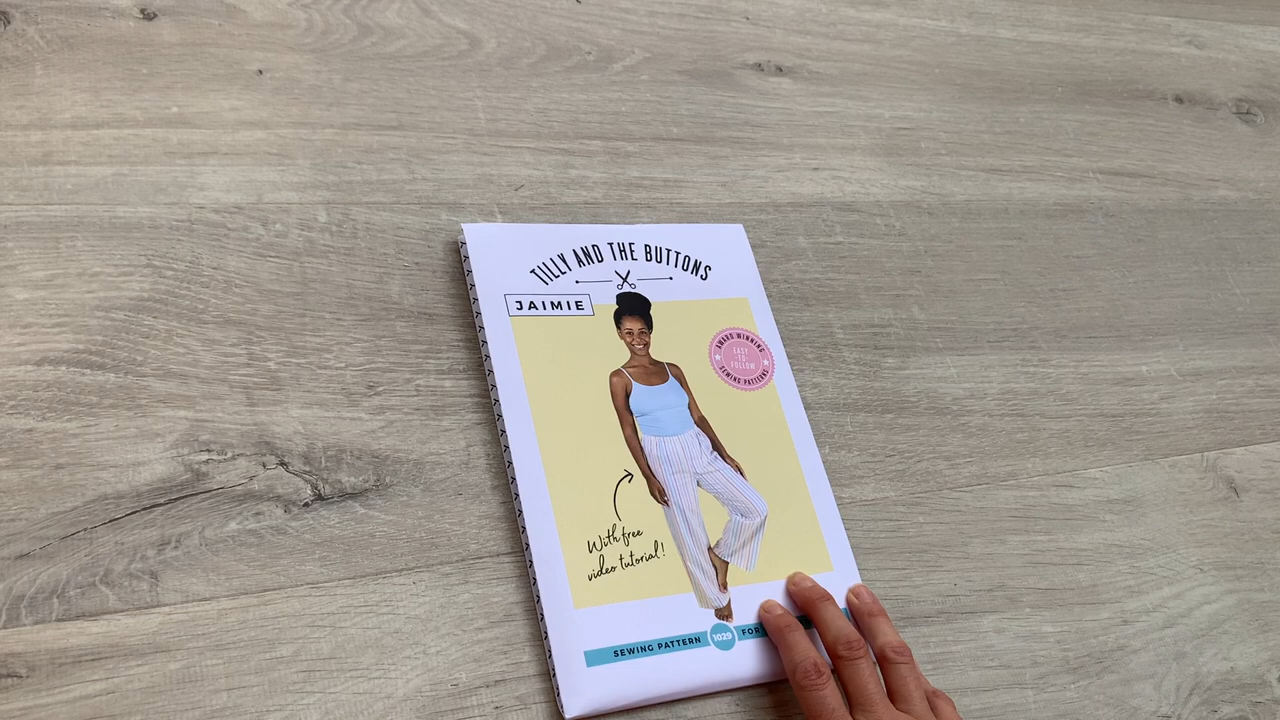 TILLY AND THE BUTTONS
JAIMIE
AWARD WINNING
EASY
-TO-
FOLLOW
SEWING PATTERNS
With free
video tutorial!
SEWING PATTERN 1029 FOR